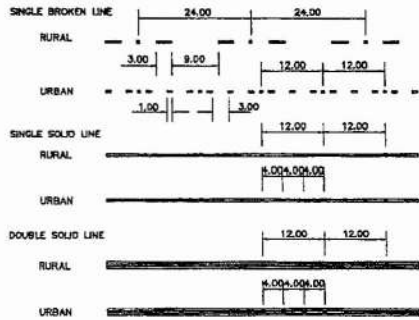 SINGLE BROKEN LINE
24.00 24.00
RURAL
3.00 9.00 12.00 12.00
URBAN
1.00 3.00
SINGLE SOLID LINE
12.00 12.00
RURAL
4.00 4.00 4.00
URBAN
DOUBLE SOLID LINE
12.00 12.00
RURAL
4.00 4.00 4.00
URBAN